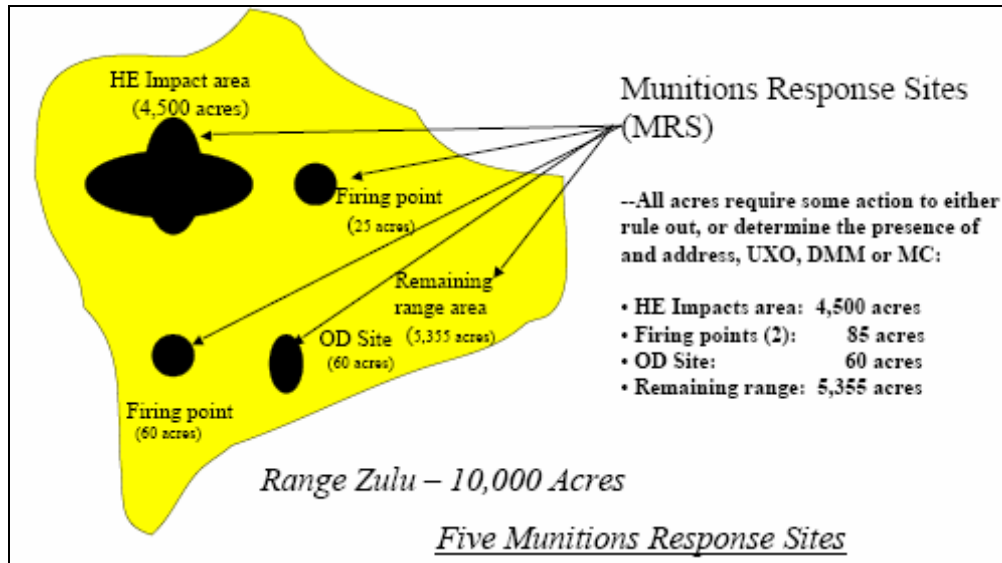 HE Impact area
(4,500 acres)
Firing point
(25 acres)
Remaining
range area
(5,355 acres)
OD Site
(60 acres)
Firing point
(60 acres)
Munitions Response Sites
(MRS)
--All acres require some action to either
rule out, or determine the presence of
and address, UXO, DMM or MC:
• HE Impacts area: 4,500 acres
• Firing points (2): 85 acres
• OD Site: 60 acres
• Remaining range: 5,355 acres
Range Zulu – 10,000 Acres
Five Munitions Response Sites